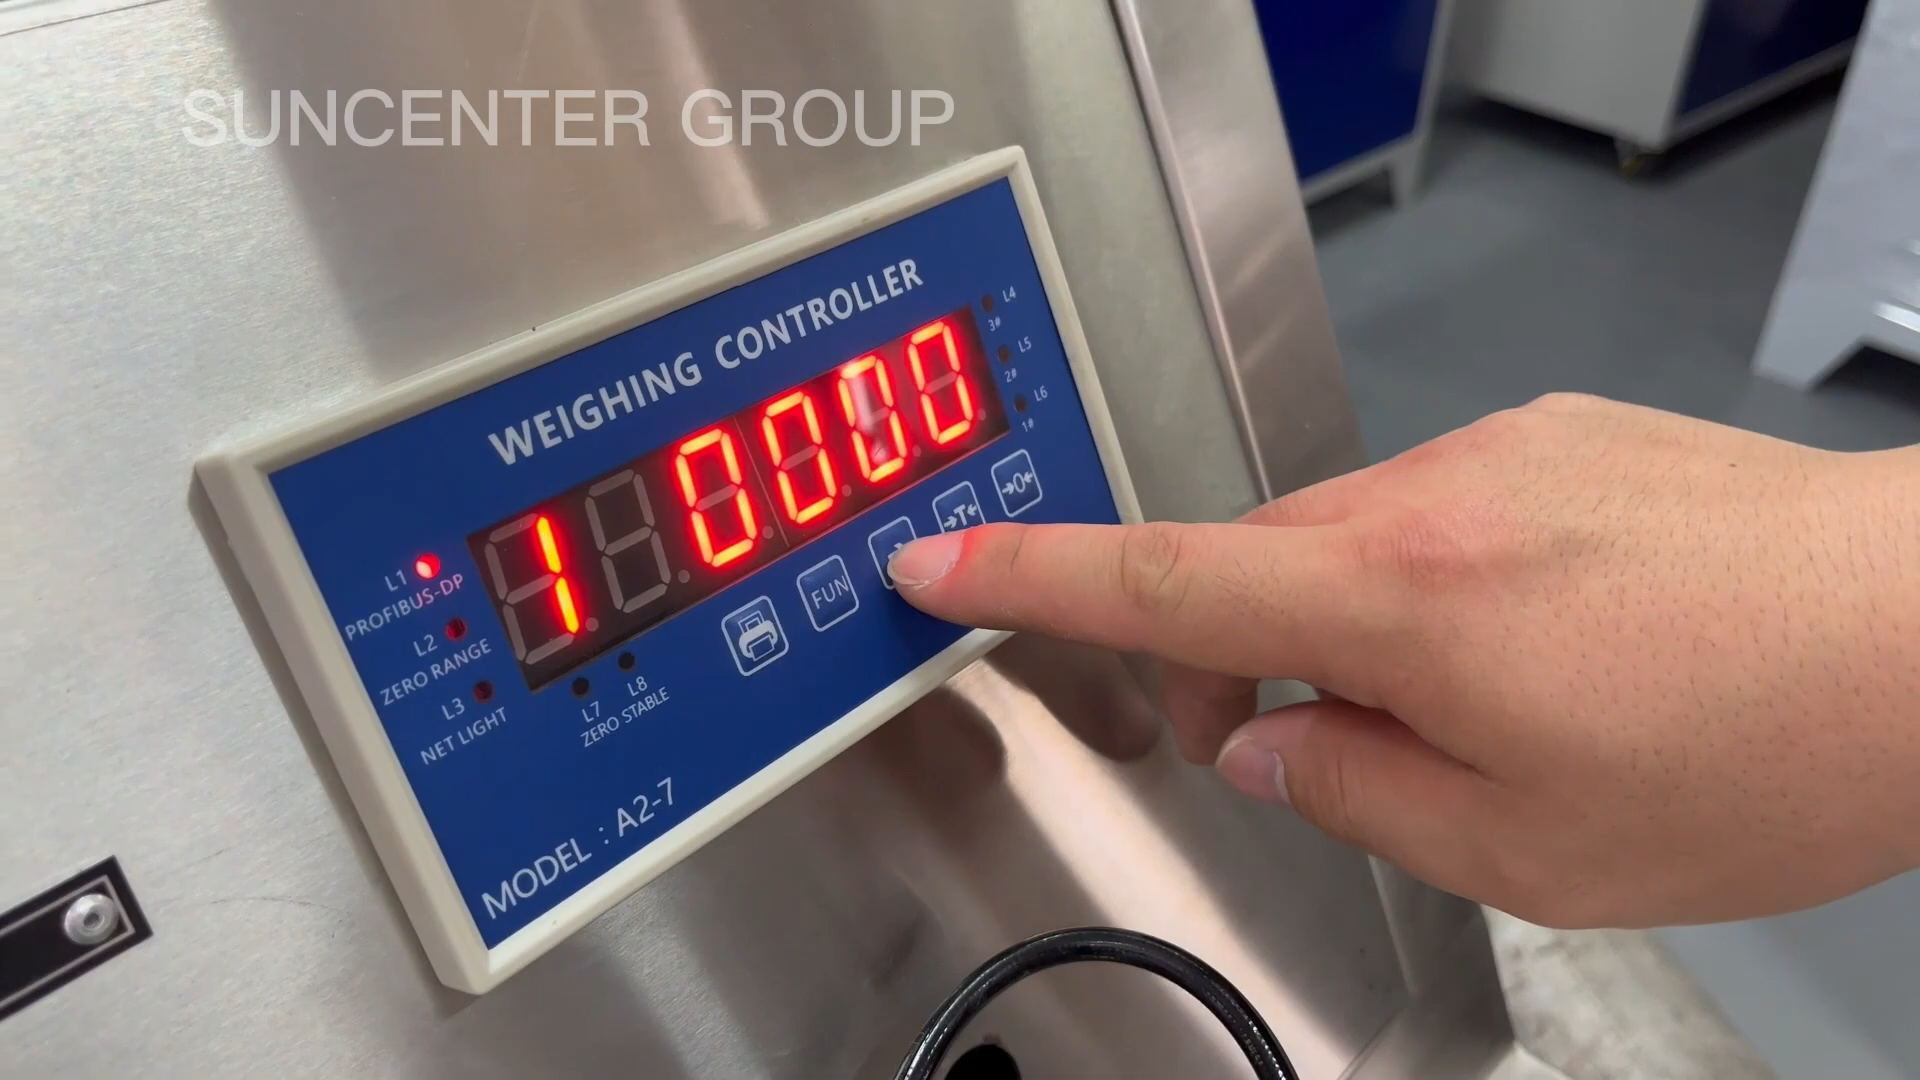 SUNCENTER GROUP
WEIGHING CONTROLLER
1 0000
L4
3#
L5
2#
L6
1#
L1
PROFIBUS-DP
L2
ZERO RANGE
L3
NET LIGHT
L7
L8
ZERO STABLE
FUN
→T←
→0←
MODEL : A2-7